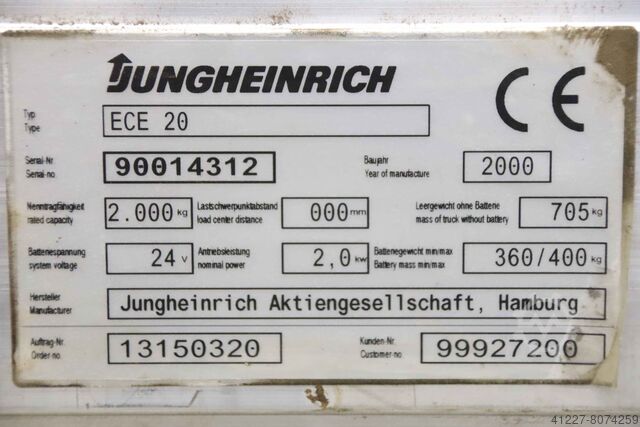 JUNGHEINRICH
CE
Typ
Type
ECE 20
Serial-Nr.
Serial-no
90014312
Baujahr
Year of manufacture
2000
Nenntragfähigkeit
rated capacity
2.000 kg
Lastschwerpunktabstand
load center distance
000 mm
Leergewicht ohne Batterie
mass of truck without battery
705 kg
Batteriespannung
system voltage
24 v
Antriebsleistung
nominal power
2,0 kw
Batteriegewicht min/max
Battery mass min/max
360/400 kg
Hersteller
Manufacturer
Jungheinrich Aktiengesellschaft, Hamburg
Auftrag-Nr.
Order-no
13150320
Kunden-Nr.
Customer-no
99927200
41227-8074259